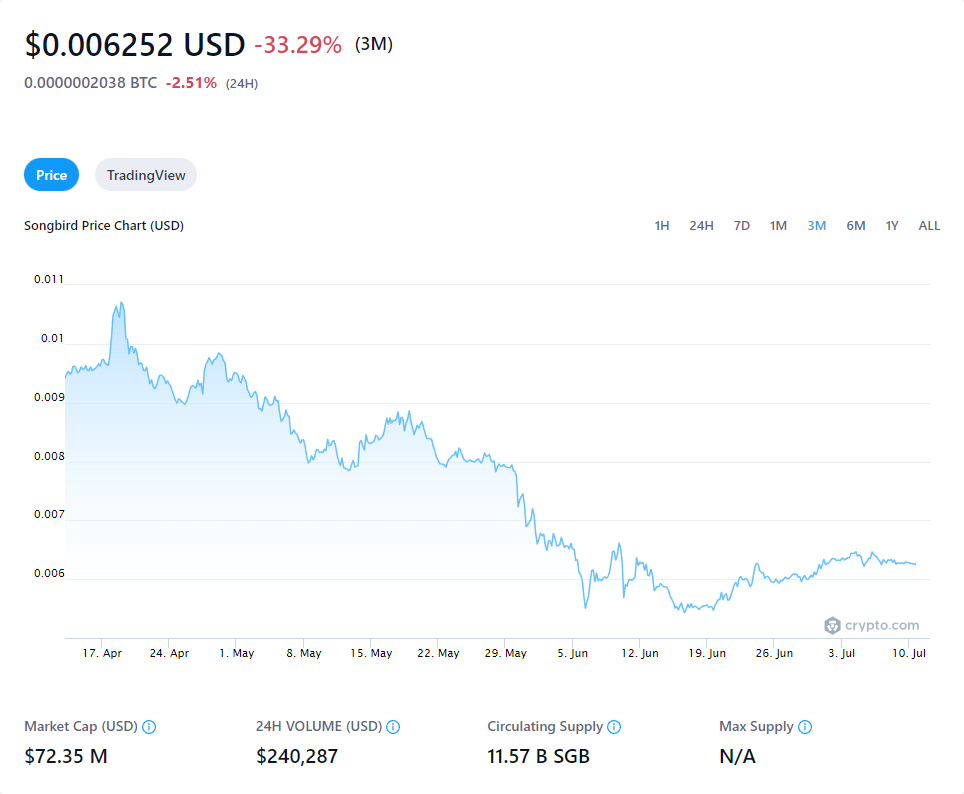 $0.006252 USD -33.29% (3M)
0.0000002038 BTC -2.51% (24H)
Price TradingView
Songbird Price Chart (USD) 1H 24H 7D 1M 3M 6M 1Y ALL
0.011
0.01
0.009
0.008
0.007
0.006
crypto.com
17. Apr 24. Apr 1. May 8. May 15. May 22. May 29. May 5. Jun 12. Jun 19. Jun 26. Jun 3. Jul 10. Jul
Market Cap (USD) 24H VOLUME (USD) Circulating Supply Max Supply
$72.35 M $240,287 11.57 B SGB N/A